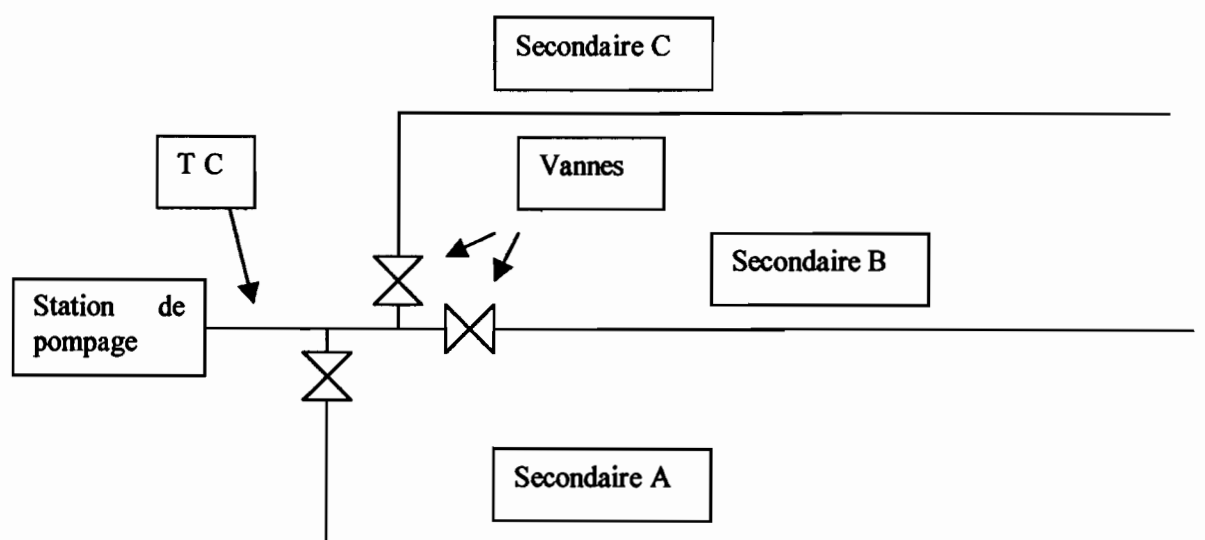 Secondaire C
T C
Vannes
Secondaire B
Station de
pompage
Secondaire A